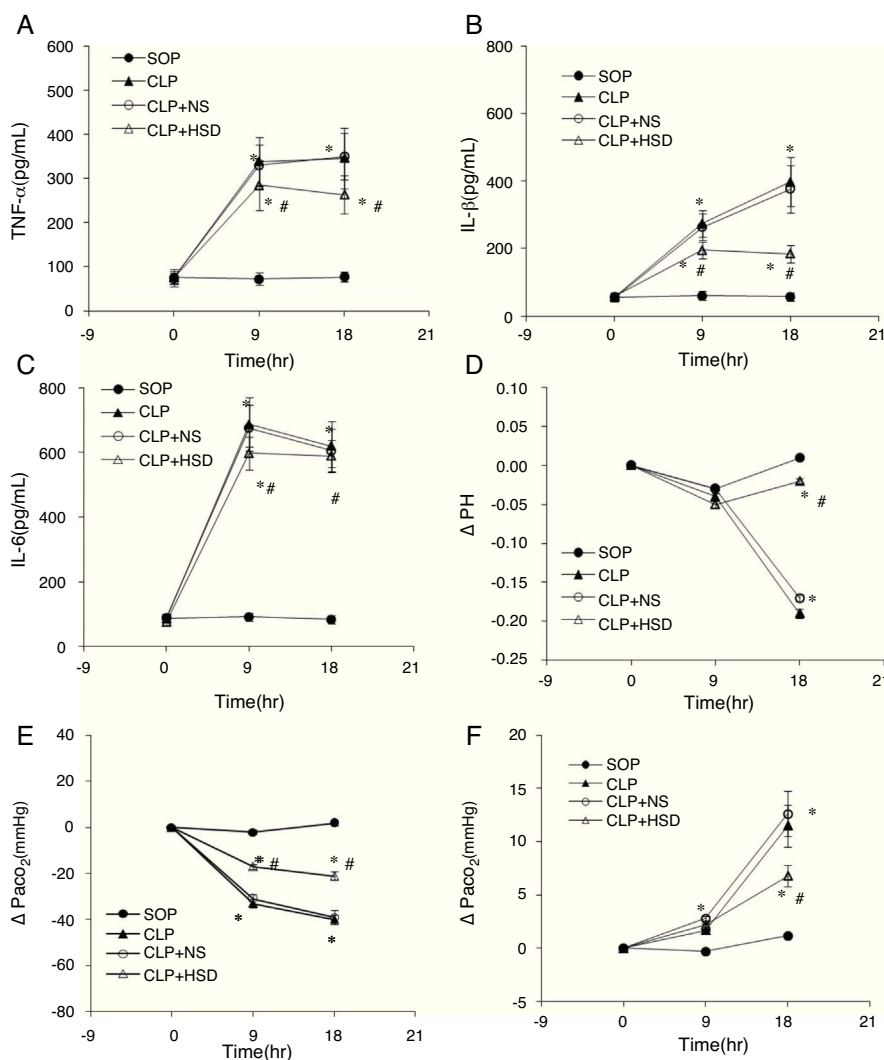 A
600
500
400
300
200
100
0
-9
0
9
18
21
TNF-α(pg/mL)
Time(hr)
SOP
CLP
CLP+NS
CLP+HSD
*
*
* #
* #
B
800
600
400
200
0
-9
0
9
18
21
IL-β(pg/mL)
Time(hr)
SOP
CLP
CLP+NS
CLP+HSD
*
*
* #
* #
C
800
600
400
200
0
-9
0
9
18
21
IL-6(pg/mL)
Time(hr)
SOP
CLP
CLP+NS
CLP+HSD
*
*
*#
#
D
0.10
0.05
0.00
-0.05
-0.10
-0.15
-0.20
-0.25
-9
0
9
18
21
Δ PH
Time(hr)
SOP
CLP
CLP+NS
CLP+HSD
* #
*
E
40
20
0
-20
-40
-60
-80
-9
0
9
18
21
Δ Paco₂(mmHg)
Time(hr)
SOP
CLP
CLP+NS
CLP+HSD
* #
* #
*
*
F
20
15
10
5
0
-5
-9
0
9
18
21
Δ Paco₂(mmHg)
Time(hr)
SOP
CLP
CLP+NS
CLP+HSD
*
*
* #